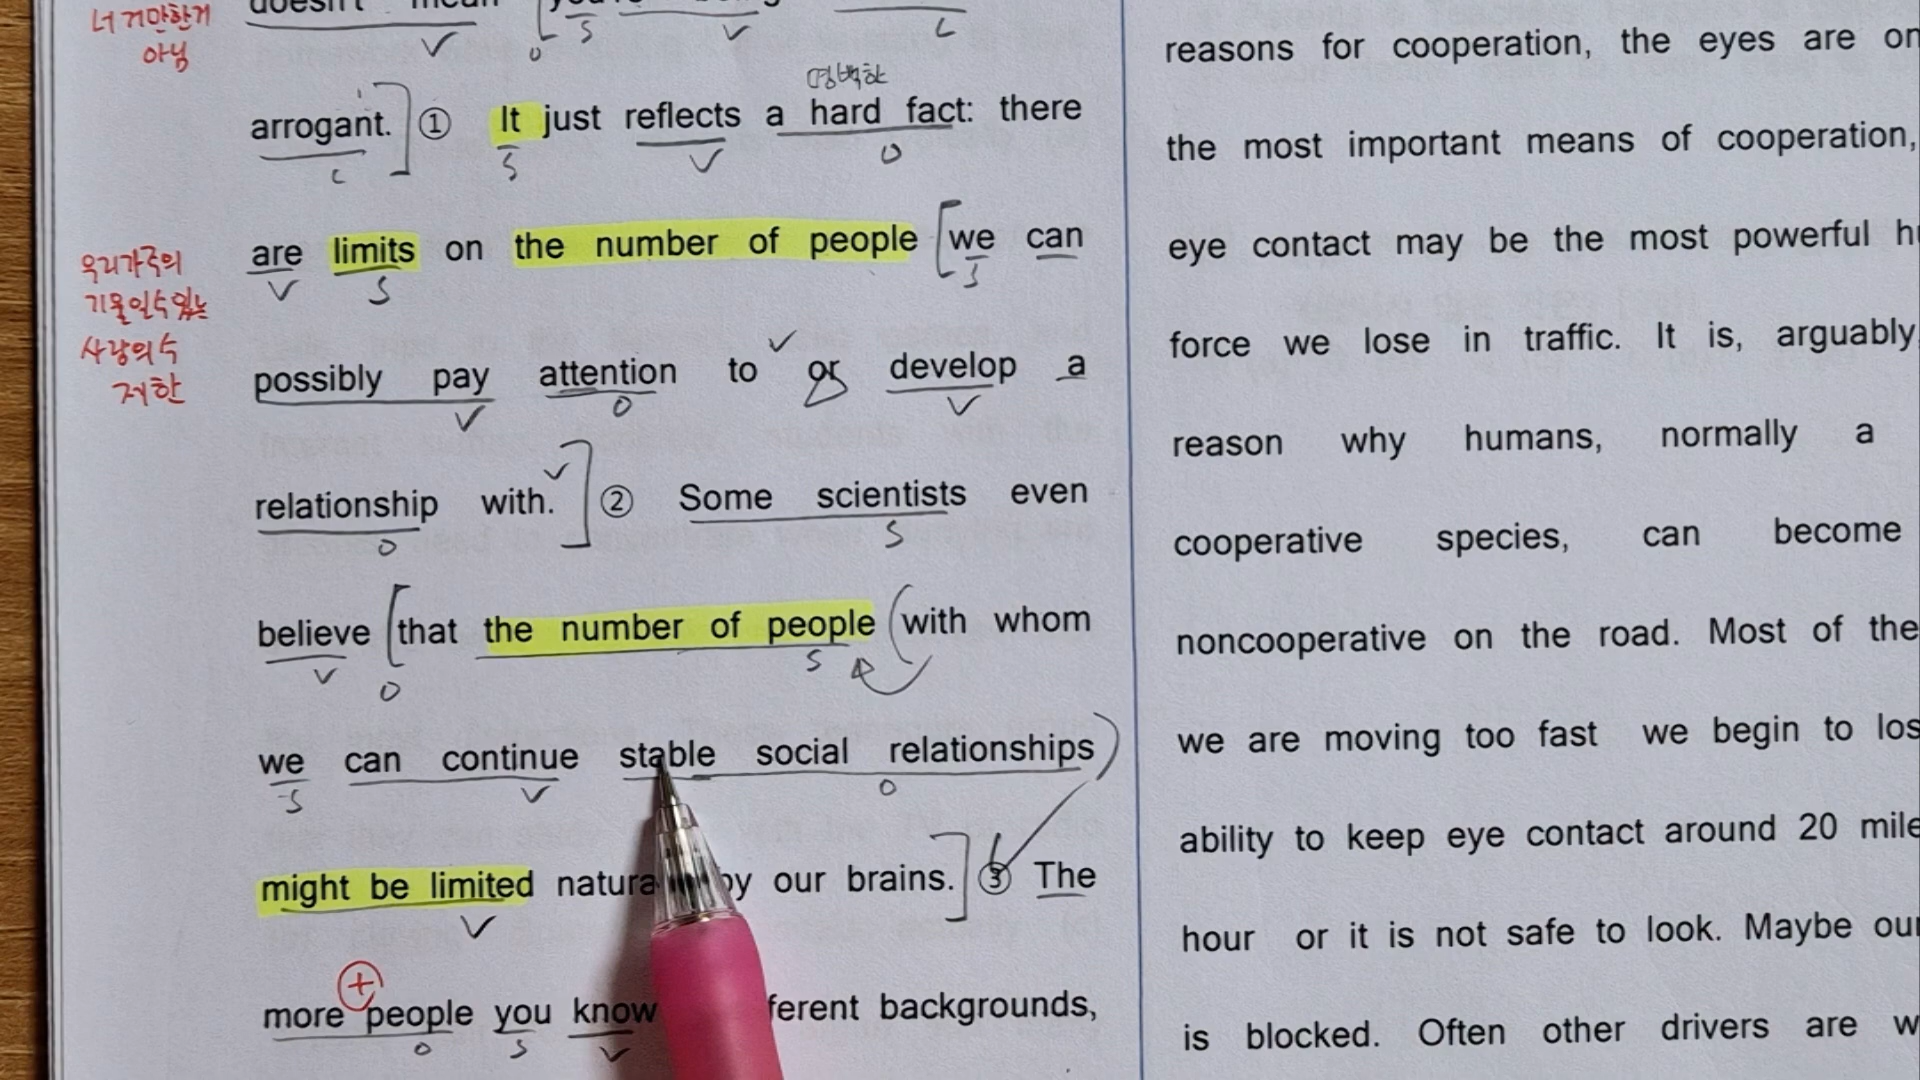 너 거만한게
아님
arrogant. ① It just reflects a hard fact: there
명백한
are limits on the number of people we can
우리가 주의
기울일 수 있는
사람의 수
제한
possibly pay attention to or develop a
relationship with. ② Some scientists even
believe that the number of people with whom
we can continue stable social relationships
might be limited by our brains. ③ The
more people you know backgrounds,
reasons for cooperation, the eyes are
the most important means of cooperation,
eye contact may be the most powerful
force we lose in traffic. It is, arguably
reason why humans, normally a
cooperative species, can become
noncooperative on the road. Most of the
we are moving too fast we begin to
ability to keep eye contact around 20
hour or it is not safe to look. Maybe
is blocked. Often other drivers are